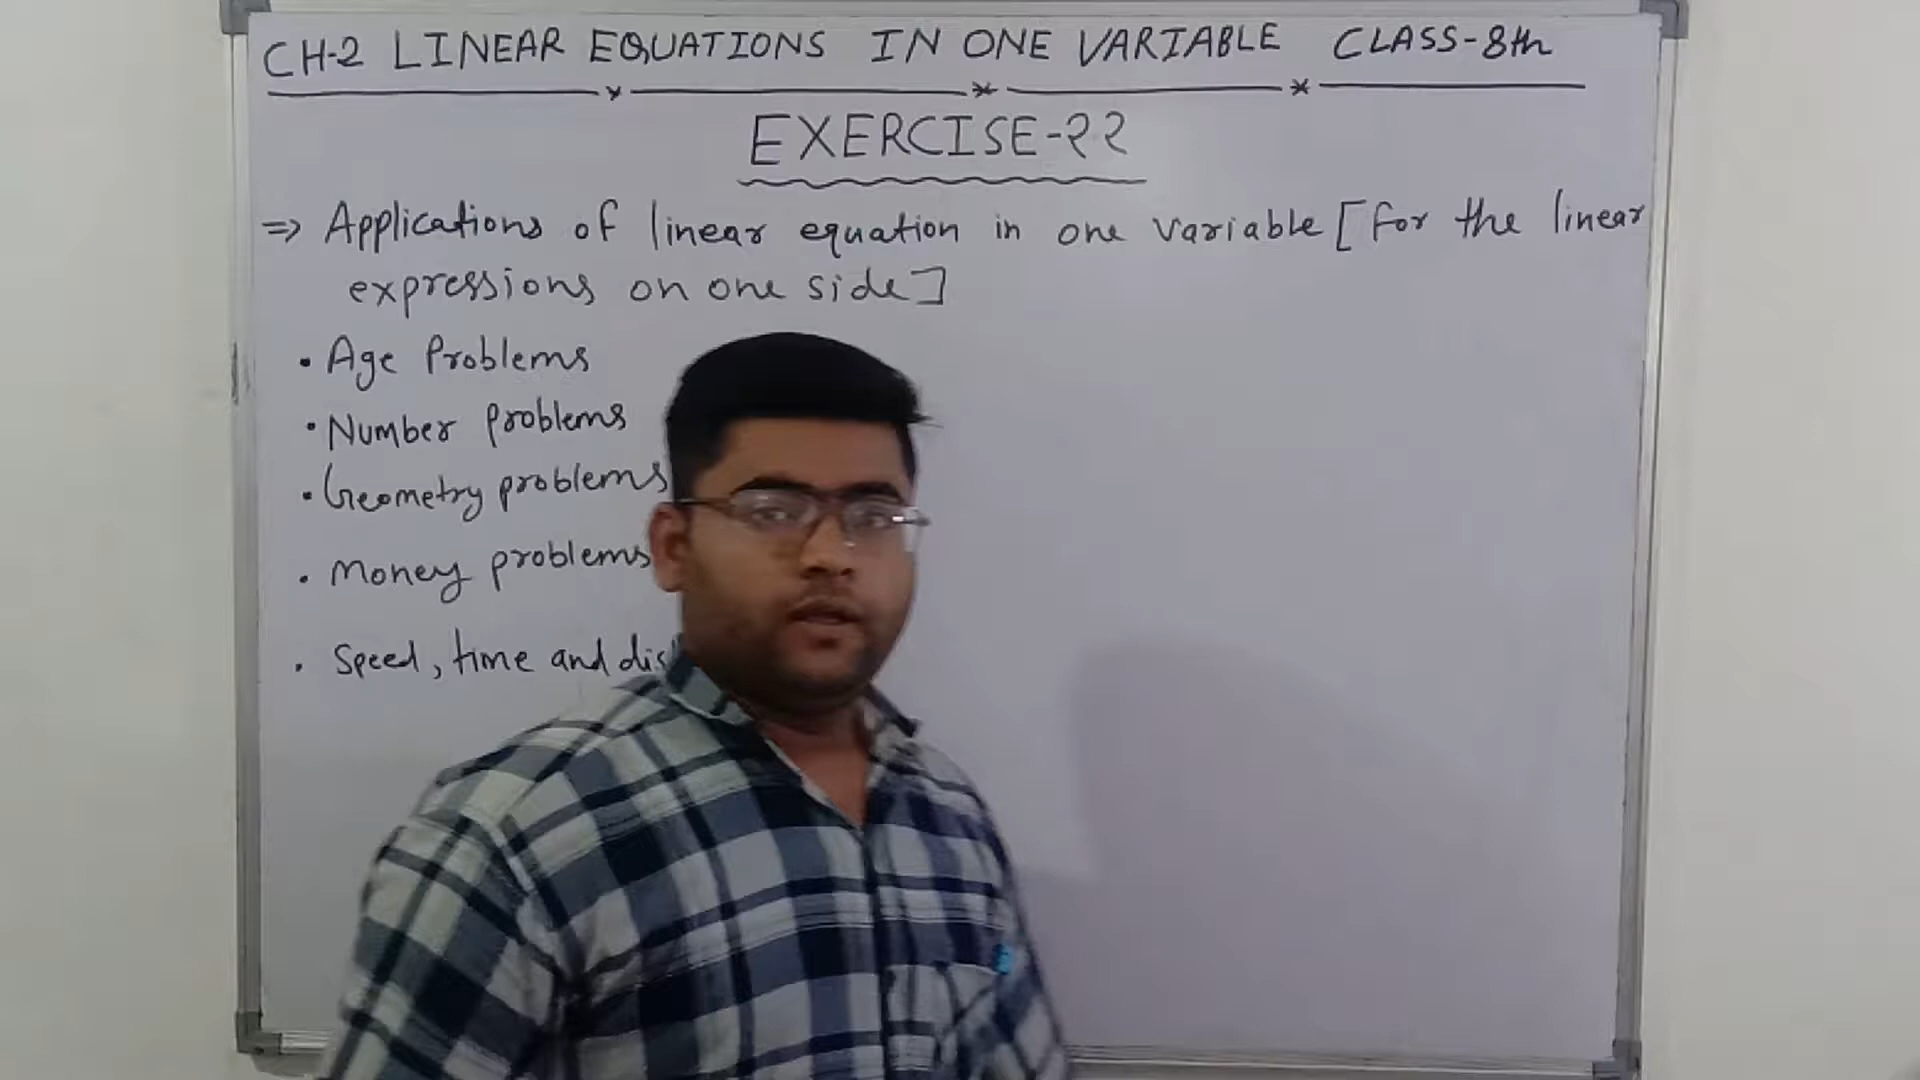 CH-2 LINEAR EQUATIONS IN ONE VARIABLE CLASS-8th
EXERCISE-2.2
⇒ Applications of linear equation in one variable [for the linear
expressions on one side]
• Age Problems
• Number problems
• Geometry problems
• Money problems
• Speed, time and